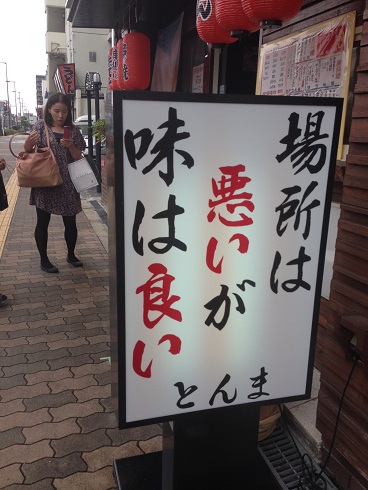 場所は
悪いが
味は良い
とんま